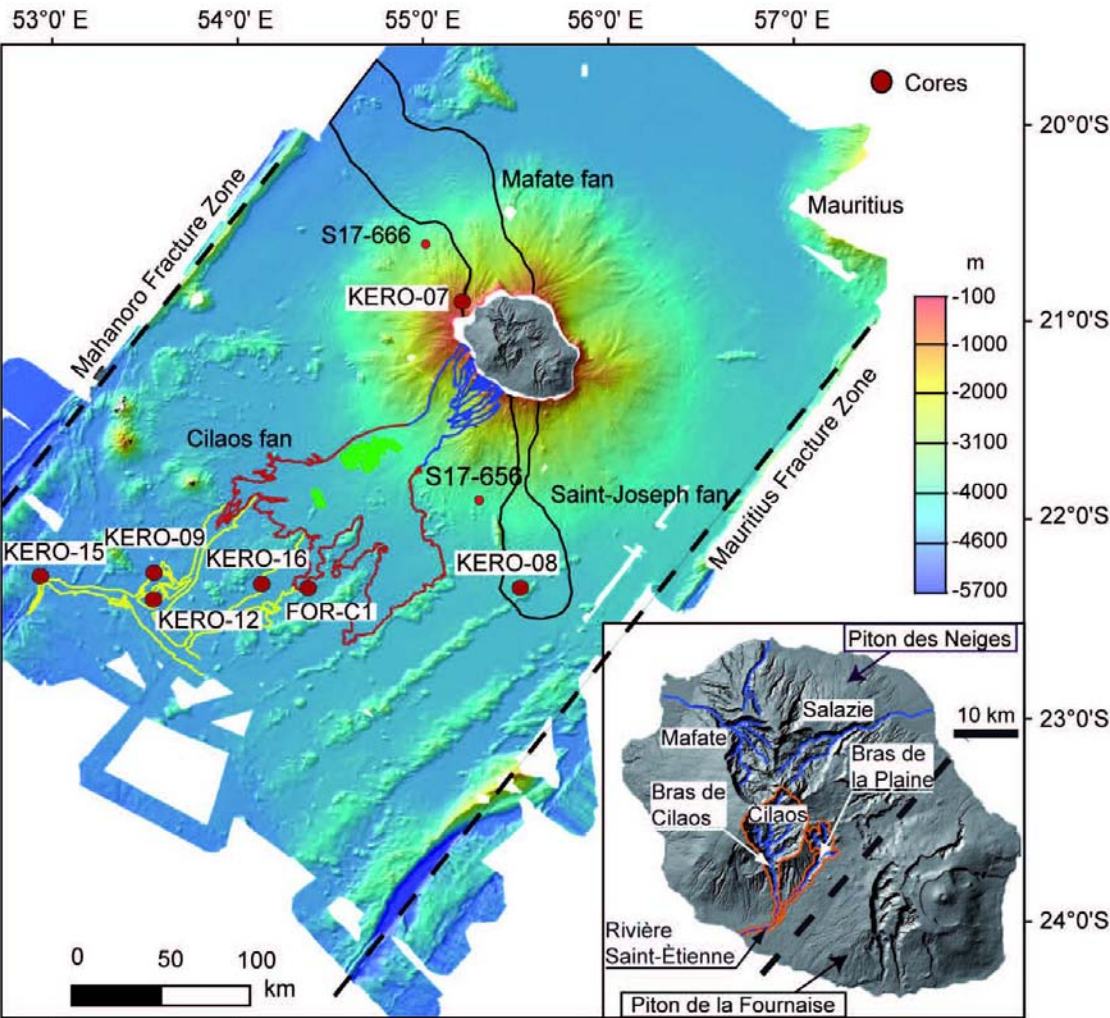 53°0' E
54°0' E
55°0' E
56°0' E
57°0' E
Cores
20°0'S
21°0'S
22°0'S
23°0'S
24°0'S
Mahanoro Fracture Zone
Mafate fan
Mauritius
S17-666
KERO-07
m
-100
-1000
-2000
-3100
-4000
-4600
-5700
Mauritius Fracture Zone
Cilaos fan
S17-656
Saint-Joseph fan
KERO-09
KERO-15
KERO-16
KERO-08
KERO-12
FOR-C1
Piton des Neiges
Salazie
10 km
Mafate
Bras de
la Plaine
Bras de
Cilaos
Cilaos
Rivière
Saint-Ètienne
Piton de la Fournaise
0
50
100
km